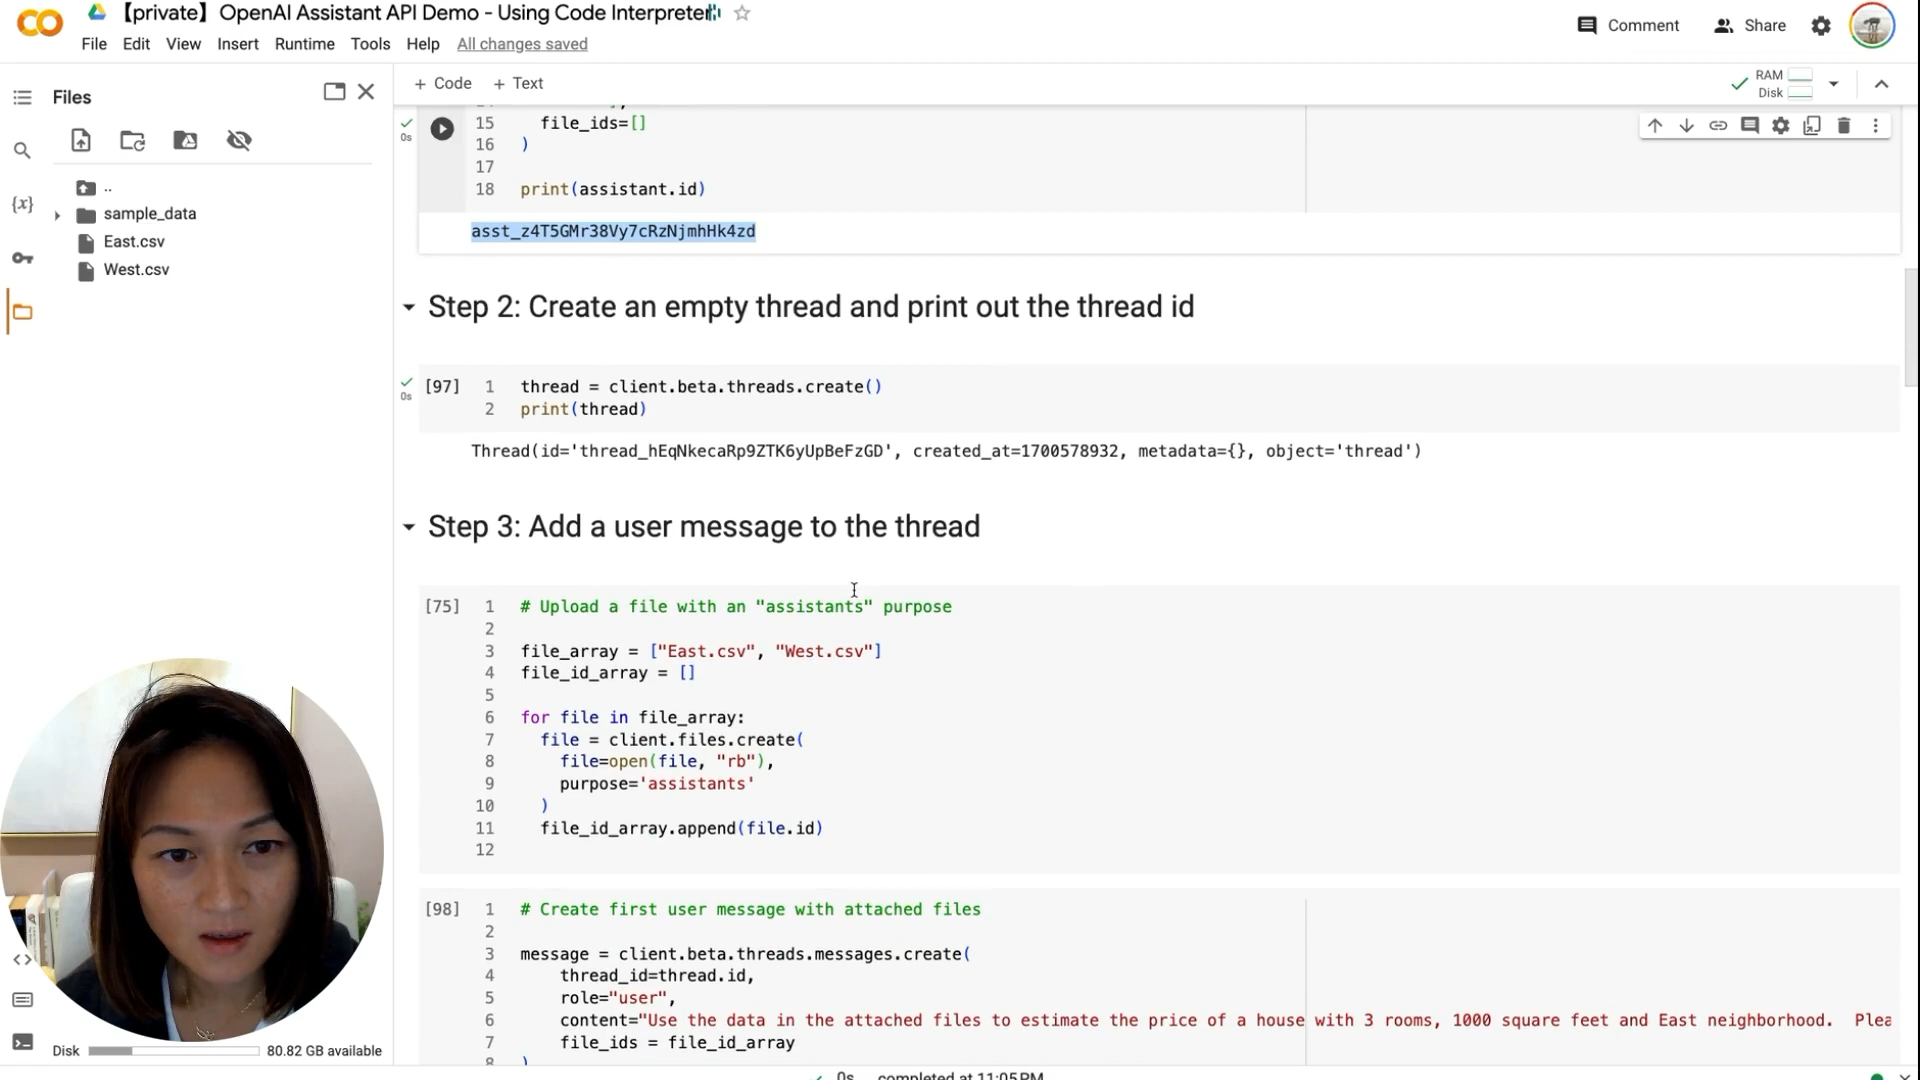 【private】OpenAI Assistant API Demo - Using Code Interpreter
Comment
Share
File Edit View Insert Runtime Tools Help All changes saved
Files
+ Code + Text
RAM
Disk
..
sample_data
East.csv
West.csv
0s
15 file_ids=[]
16 )
17
18 print(assistant.id)
asst_z4T5GMr38Vy7cRzNjmhHk4zd
Step 2: Create an empty thread and print out the thread id
[97] 1 thread = client.beta.threads.create()
0s 2 print(thread)
Thread(id='thread_hEqNkecaRp9ZTK6yUpBeFzGD', created_at=1700578932, metadata={}, object='thread')
Step 3: Add a user message to the thread
[75] 1 # Upload a file with an "assistants" purpose
2
3 file_array = ["East.csv", "West.csv"]
4 file_id_array = []
5
6 for file in file_array:
7 file = client.files.create(
8 file=open(file, "rb"),
9 purpose='assistants'
10 )
11 file_id_array.append(file.id)
12
[98] 1 # Create first user message with attached files
2
3 message = client.beta.threads.messages.create(
4 thread_id=thread.id,
5 role="user",
6 content="Use the data in the attached files to estimate the price of a house with 3 rooms, 1000 square feet and East neighborhood. Plea
7 file_ids = file_id_array
8 )
Disk 80.82 GB available
0s completed at 11:05 PM
{x}